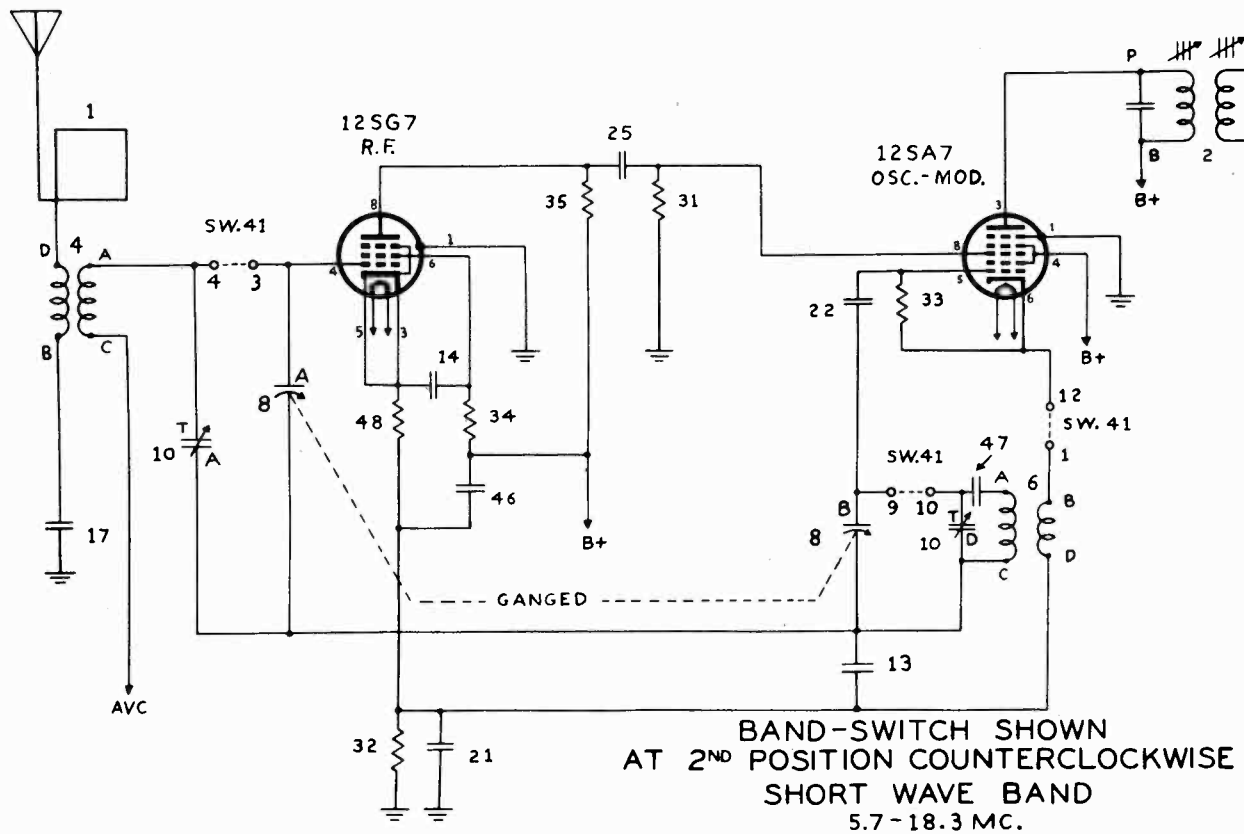 1
12SG7
R.F.
25
12SA7
OSC.-MOD.
P
B
2
B+
8
35
31
3
D
4
A
SW.41
4
3
4
1
6
8
5
1
4
6
5
3
22
33
B
C
14
B+
A
8
48
34
12
SW.41
1
T
10
A
SW.41
47
A
6
B
46
B
9
10
T
10
D
8
17
B+
C
D
GANGED
13
AVC
32
21
BAND-SWITCH SHOWN
AT 2ND POSITION COUNTERCLOCKWISE
SHORT WAVE BAND
5.7-18.3 MC.